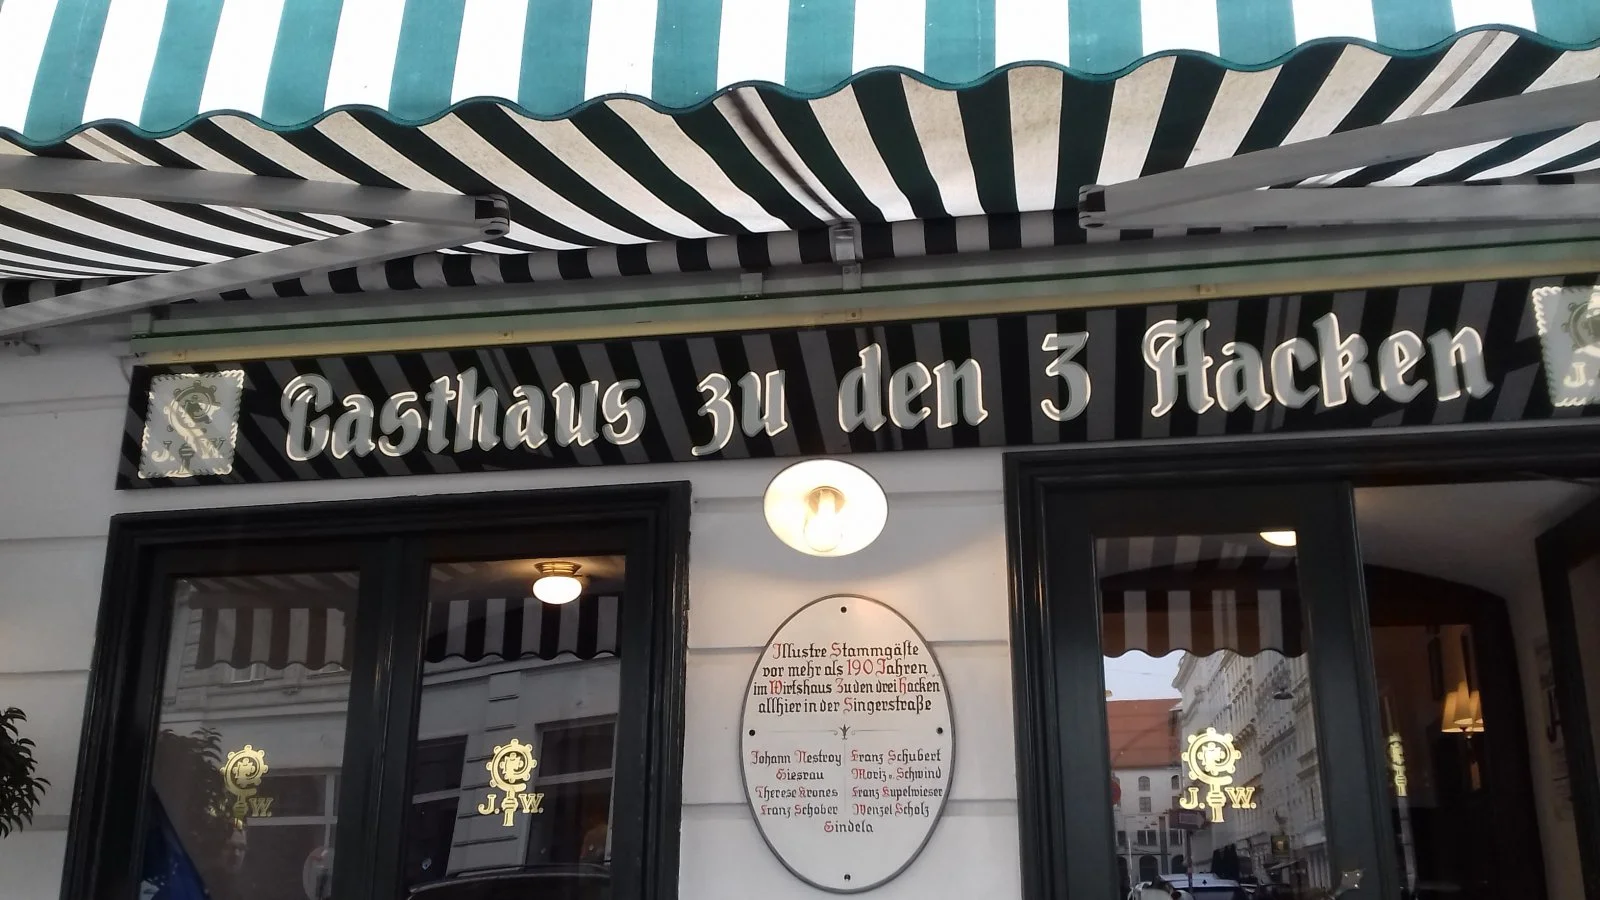 J. W.
Gasthaus zu den 3 Hacken
J.
Illustre Stammgäste
vor mehr als 190 Jahren
im Wirtshaus Zu den drei Hacken
allhier in der Singerstraße
Johann Nestroy
Giesrau
Therese Krones
Franz Schober
Franz Schubert
Moriz v. Schwind
Franz Kupelwieser
Wenzel Scholz
Gindela
J. W.
J. W.
J. W.